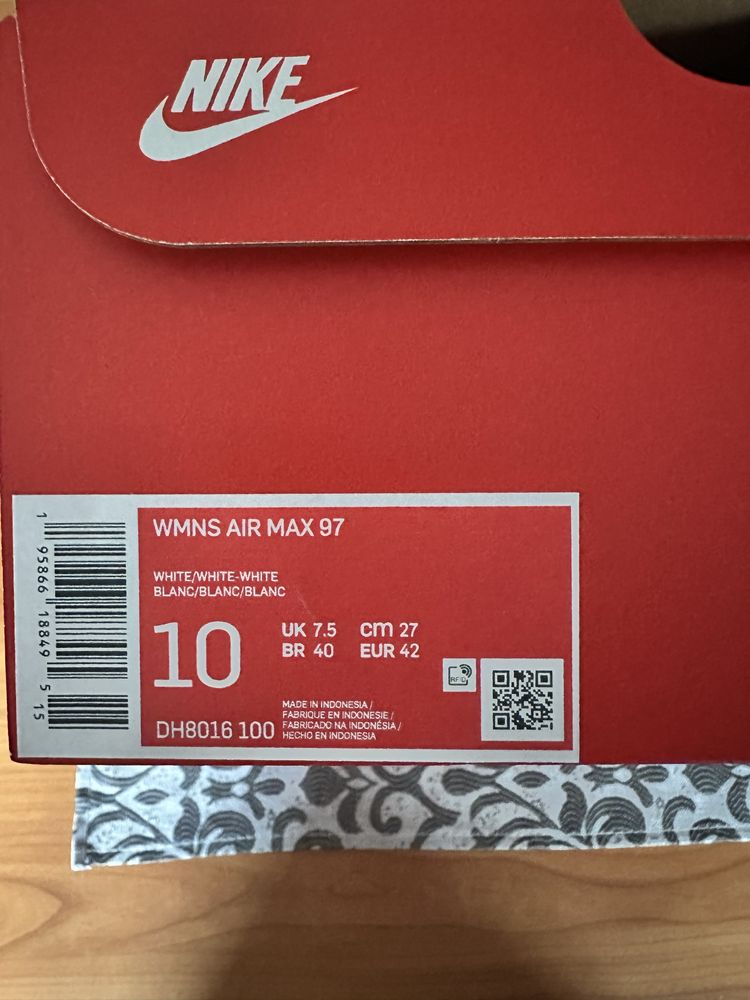 NIKE
WMNS AIR MAX 97
WHITE/WHITE-WHITE
BLANC/BLANC/BLANC
10
UK 7.5 cm 27
BR 40 EUR 42
RFID
DH8016 100
MADE IN INDONESIA /
FABRIQUE EN INDONESIE /
FABRICADO NA INDONÉSIA /
HECHO EN INDONESIA
1 95866 18849 5 15